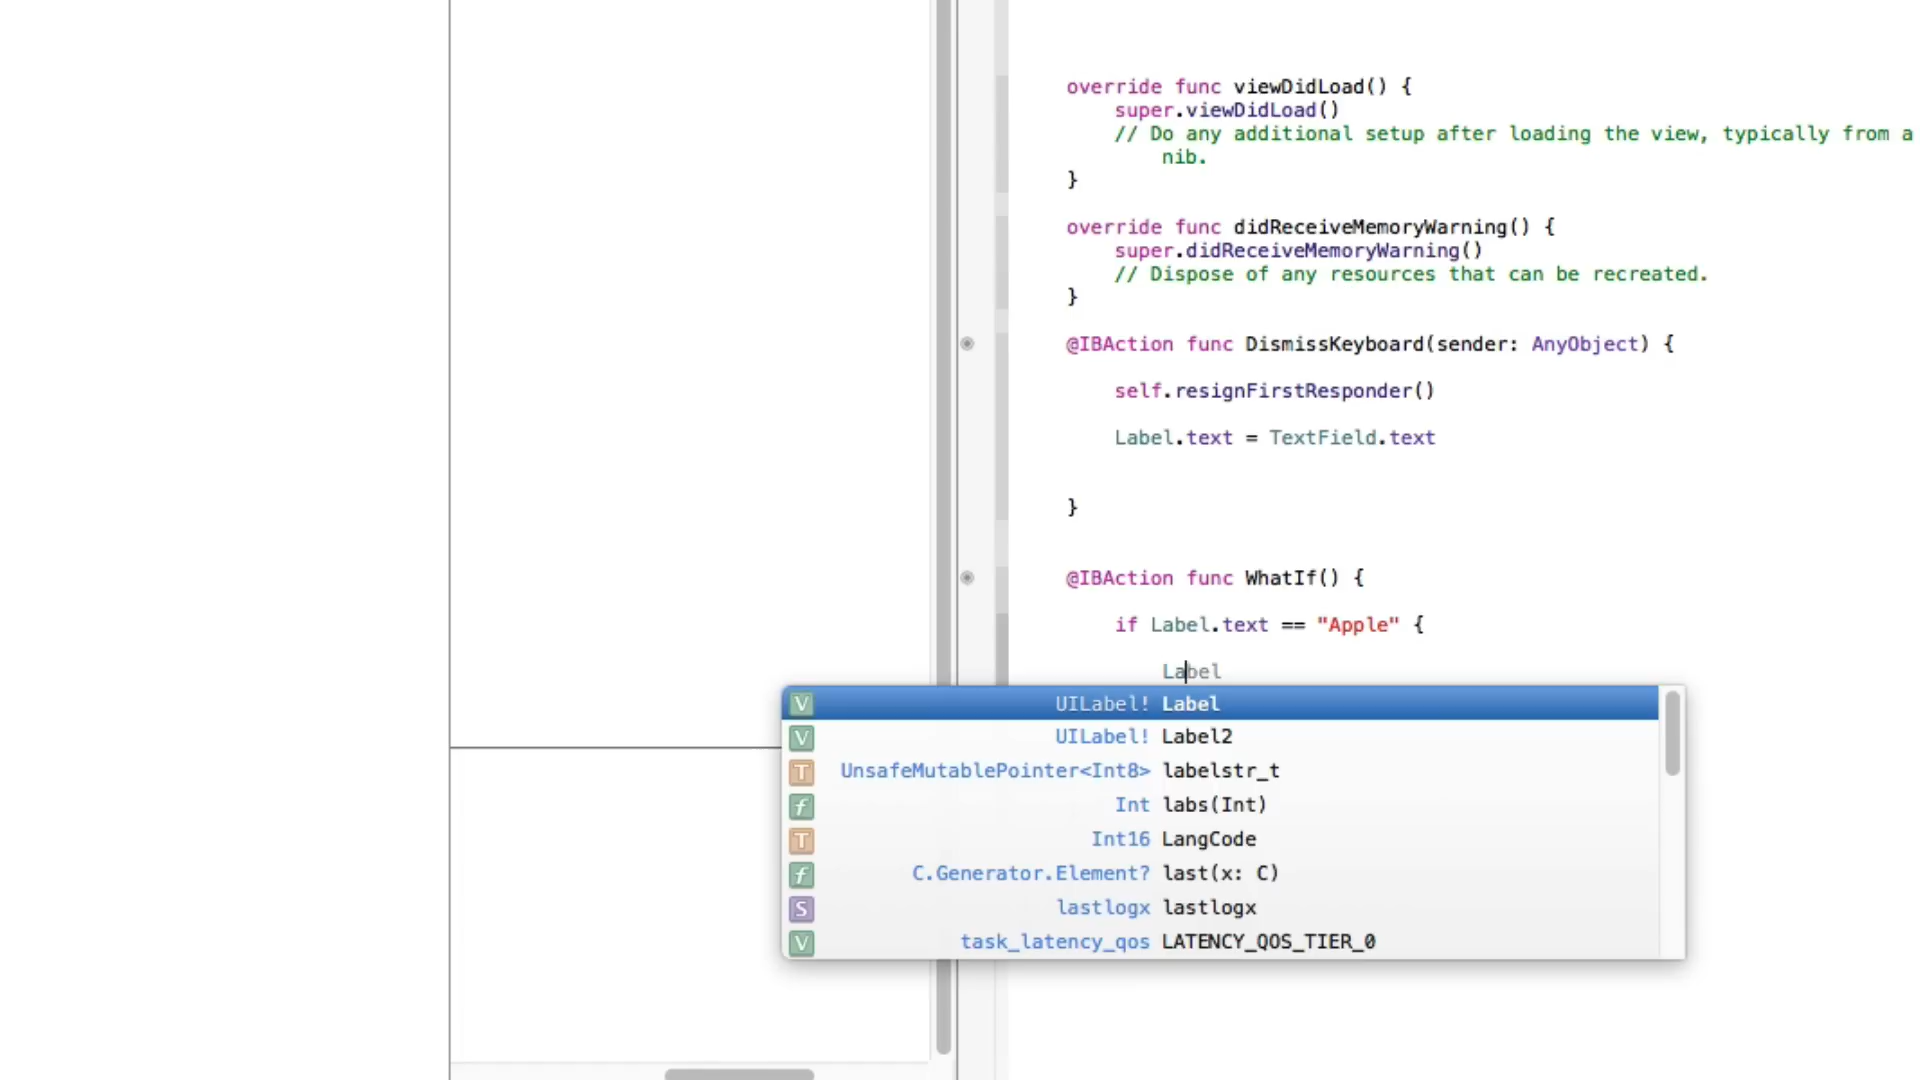 override func viewDidLoad() {
super.viewDidLoad()
// Do any additional setup after loading the view, typically from a
nib.
}
override func didReceiveMemoryWarning() {
super.didReceiveMemoryWarning()
// Dispose of any resources that can be recreated.
}
@IBAction func DismissKeyboard(sender: AnyObject) {
self.resignFirstResponder()
Label.text = TextField.text
}
@IBAction func WhatIf() {
if Label.text == "Apple" {
Label
V UILabel! Label
V UILabel! Label2
T UnsafeMutablePointer<Int8> labelstr_t
f Int labs(Int)
T Int16 LangCode
f C.Generator.Element? last(x: C)
S lastlogx lastlogx
V task_latency_qos LATENCY_QOS_TIER_0